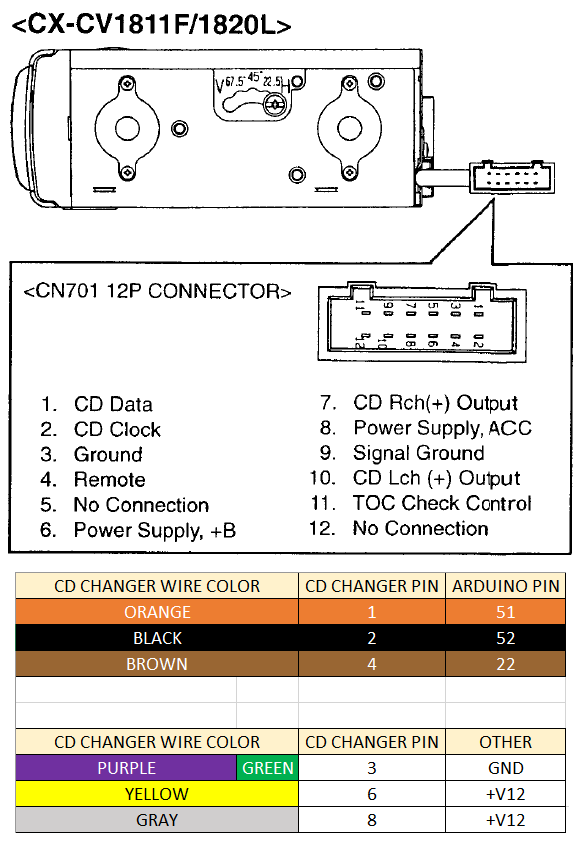 <CX-CV1811F/1820L>
V 67.5° 45° 22.5° H
<CN701 12P CONNECTOR>
11 9 7 5 3 1
12 10 8 6 4 2
1. CD Data
2. CD Clock
3. Ground
4. Remote
5. No Connection
6. Power Supply, +B
7. CD Rch(+) Output
8. Power Supply, ACC
9. Signal Ground
10. CD Lch (+) Output
11. TOC Check Control
12. No Connection
CD CHANGER WIRE COLOR CD CHANGER PIN ARDUINO PIN
ORANGE 1 51
BLACK 2 52
BROWN 4 22
CD CHANGER WIRE COLOR CD CHANGER PIN OTHER
PURPLE GREEN 3 GND
YELLOW 6 +V12
GRAY 8 +V12